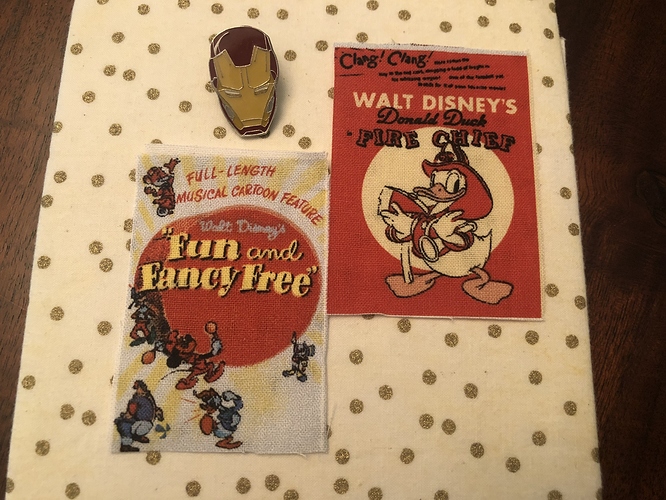 Clang! Clang!
WALT DISNEY'S
Donald Duck
"FIRE CHIEF
FULL-LENGTH
MUSICAL CARTOON FEATURE
Walt Disney's
"Fun and
Fancy Free"